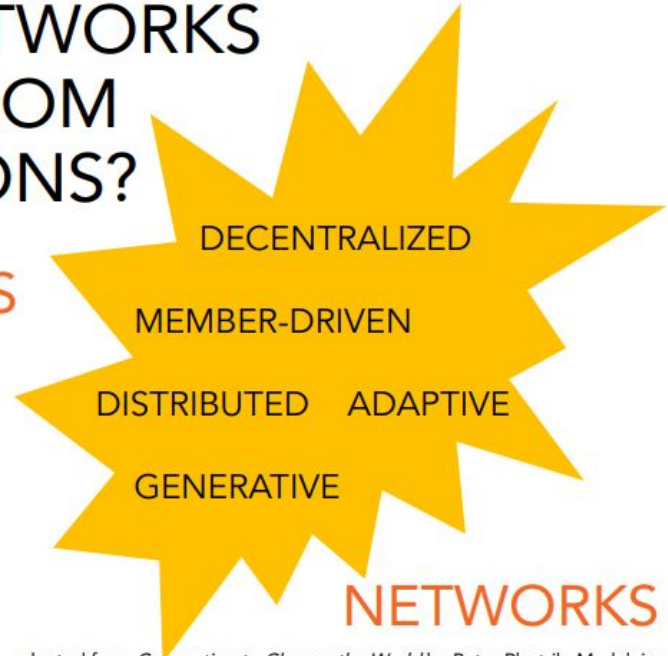 TWORKS
OM
ONS?
DECENTRALIZED
S
MEMBER-DRIVEN
DISTRIBUTED ADAPTIVE
GENERATIVE
NETWORKS